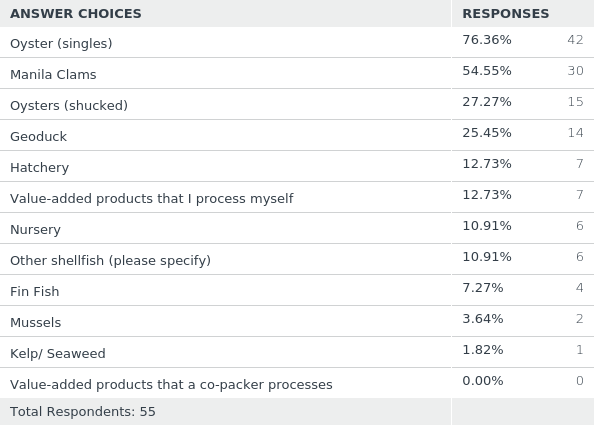 ANSWER CHOICES RESPONSES
Oyster (singles) 76.36% 42
Manila Clams 54.55% 30
Oysters (shucked) 27.27% 15
Geoduck 25.45% 14
Hatchery 12.73% 7
Value-added products that I process myself 12.73% 7
Nursery 10.91% 6
Other shellfish (please specify) 10.91% 6
Fin Fish 7.27% 4
Mussels 3.64% 2
Kelp/ Seaweed 1.82% 1
Value-added products that a co-packer processes 0.00% 0
Total Respondents: 55